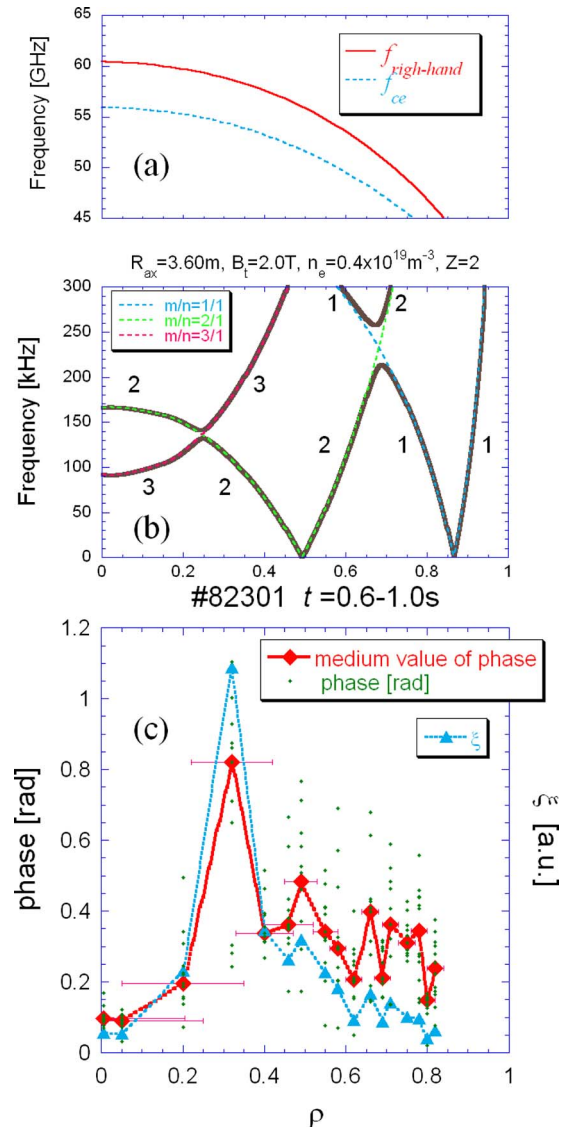 (a)
65
60
55
50
45
Frequency [GHz]
f righ-hand
f ce
R_ax=3.60m, B_t=2.0T, n_e=0.4x10^19m^-3, Z=2
300
250
200
150
100
50
0
Frequency [kHz]
m/n=1/1
m/n=2/1
m/n=3/1
1
2
2
3
2
1
1
3
2
(b)
0
0.2
0.4
0.6
0.8
1
#82301 t =0.6-1.0s
1.2
1
0.8
0.6
0.4
0.2
0
phase [rad]
medium value of phase
phase [rad]
ξ
(c)
ξ [a.u.]
0
0.2
0.4
0.6
0.8
1
ρ